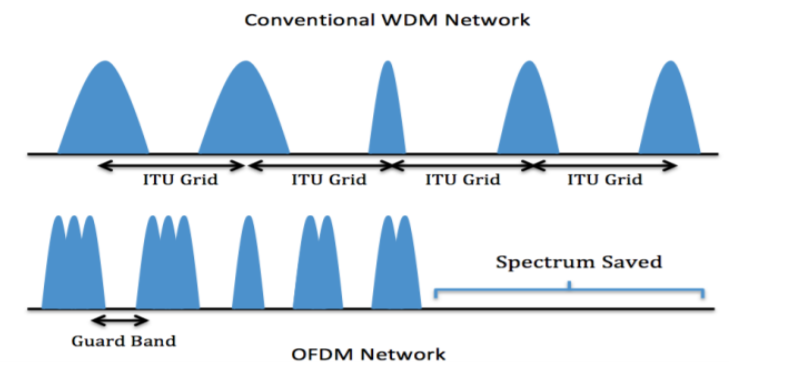 Conventional WDM Network
ITU Grid
ITU Grid
ITU Grid
ITU Grid
Spectrum Saved
Guard Band
OFDM Network